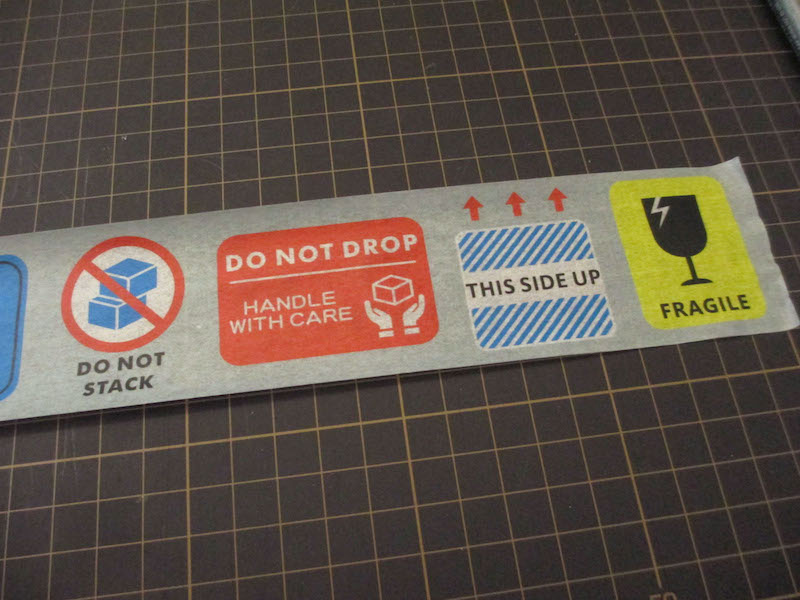 DO NOT
STACK
DO NOT DROP
HANDLE
WITH CARE
THIS SIDE UP
FRAGILE